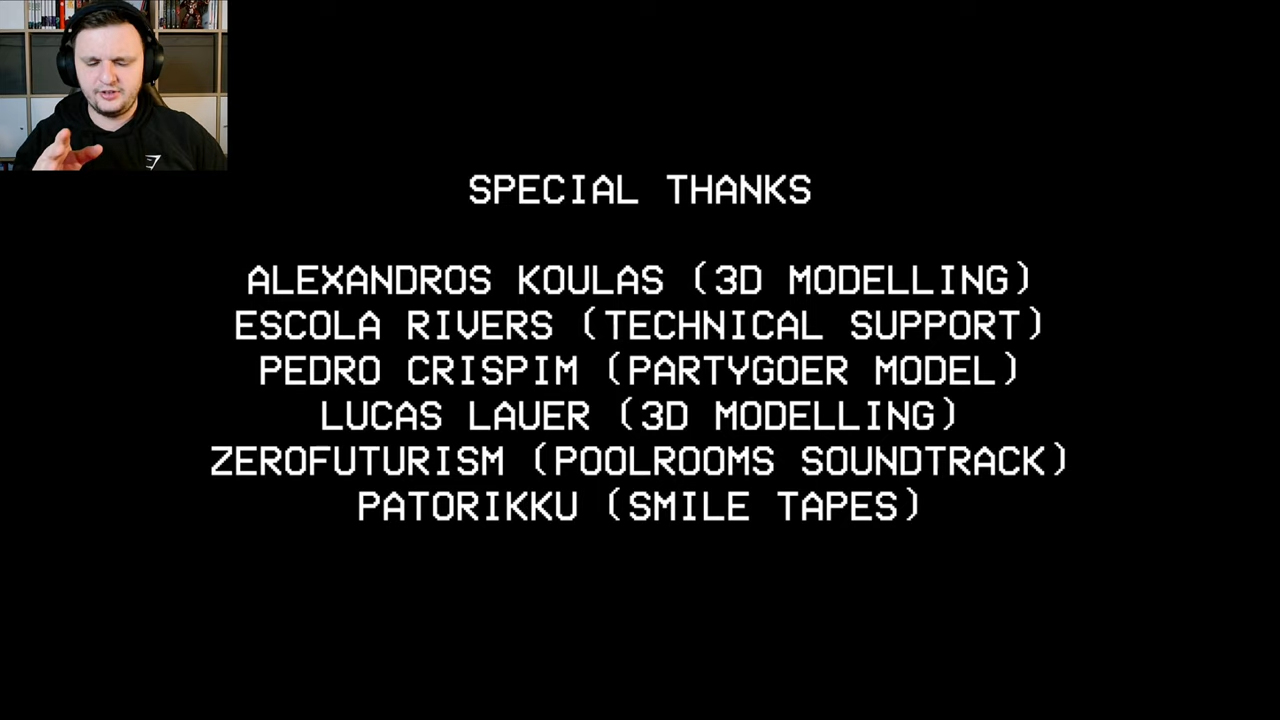 SPECIAL THANKS
ALEXANDROS KOULAS (3D MODELLING)
ESCOLA RIVERS (TECHNICAL SUPPORT)
PEDRO CRISPIM (PARTYGOER MODEL)
LUCAS LAUER (3D MODELLING)
ZEROFUTURISM (POOLROOMS SOUNDTRACK)
PATORIKKU (SMILE TAPES)